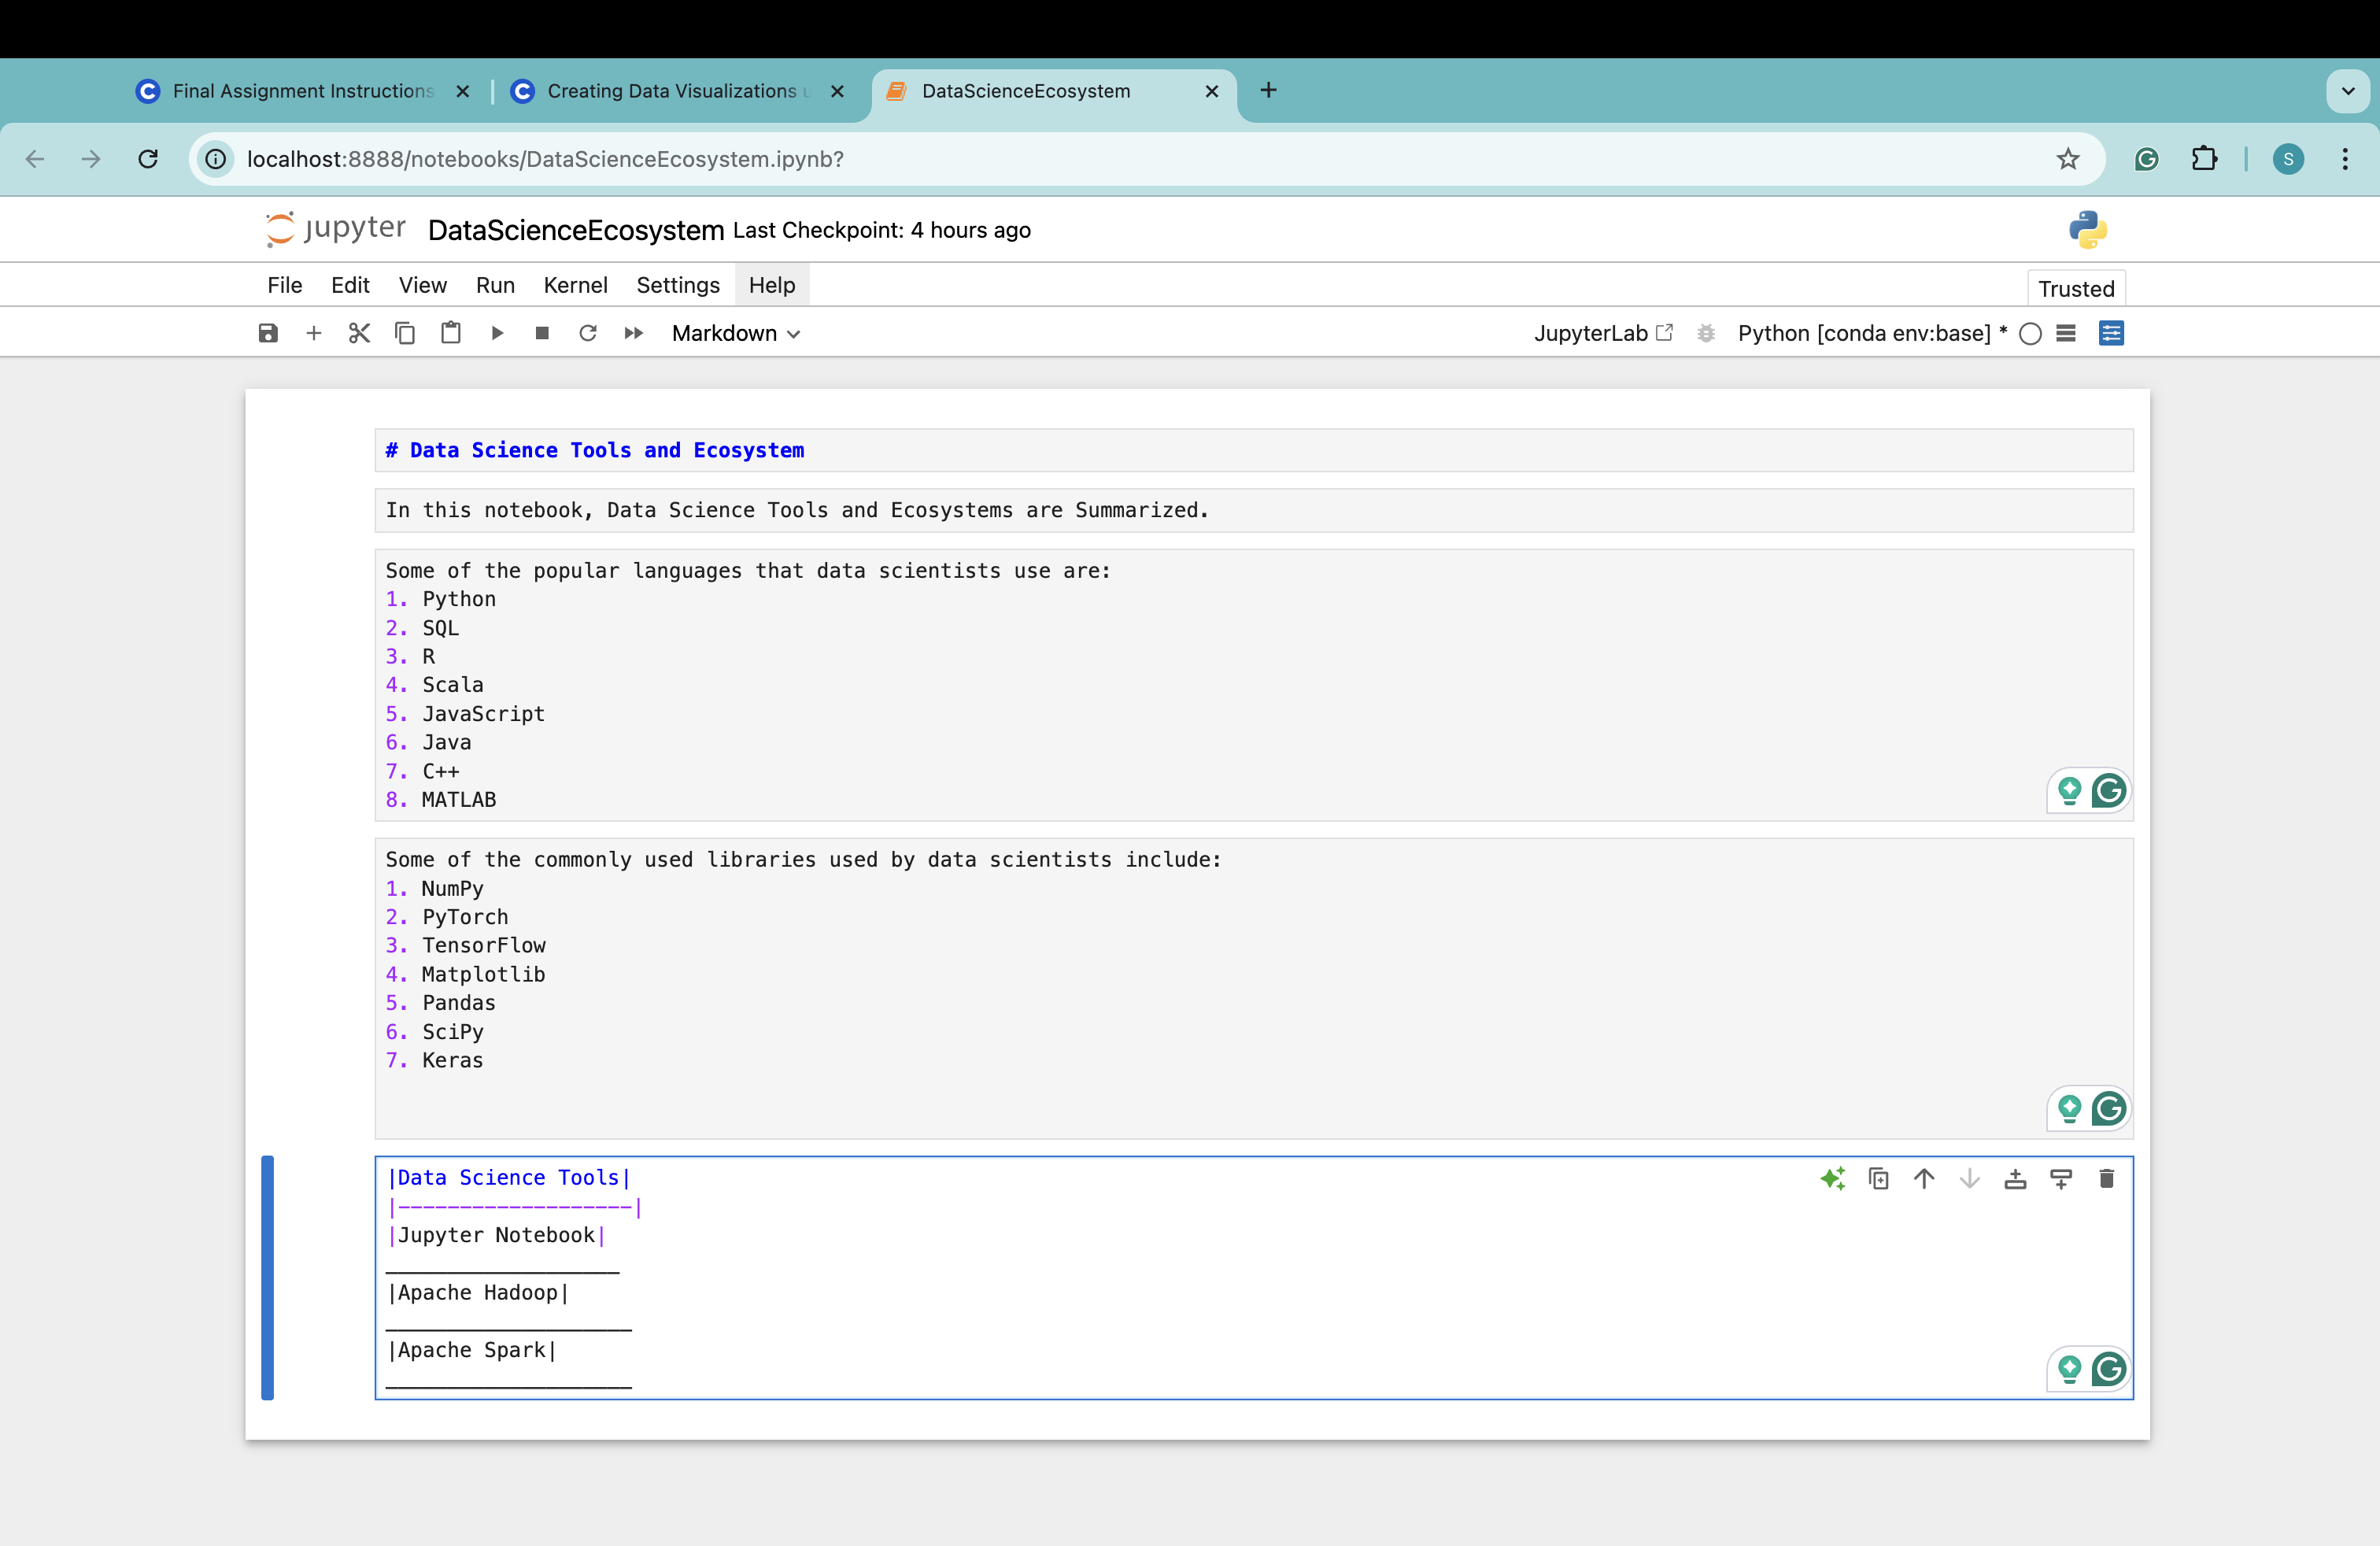 Final Assignment Instructions
Creating Data Visualizations u
DataScienceEcosystem
localhost:8888/notebooks/DataScienceEcosystem.ipynb?
S
jupyter DataScienceEcosystem Last Checkpoint: 4 hours ago
File Edit View Run Kernel Settings Help
Trusted
Markdown
JupyterLab Python [conda env:base] *
# Data Science Tools and Ecosystem
In this notebook, Data Science Tools and Ecosystems are Summarized.
Some of the popular languages that data scientists use are:
1. Python
2. SQL
3. R
4. Scala
5. JavaScript
6. Java
7. C++
8. MATLAB
Some of the commonly used libraries used by data scientists include:
1. NumPy
2. PyTorch
3. TensorFlow
4. Matplotlib
5. Pandas
6. SciPy
7. Keras
|Data Science Tools|
|-------------------|
|Jupyter Notebook|
___________________
|Apache Hadoop|
____________________
|Apache Spark|
____________________